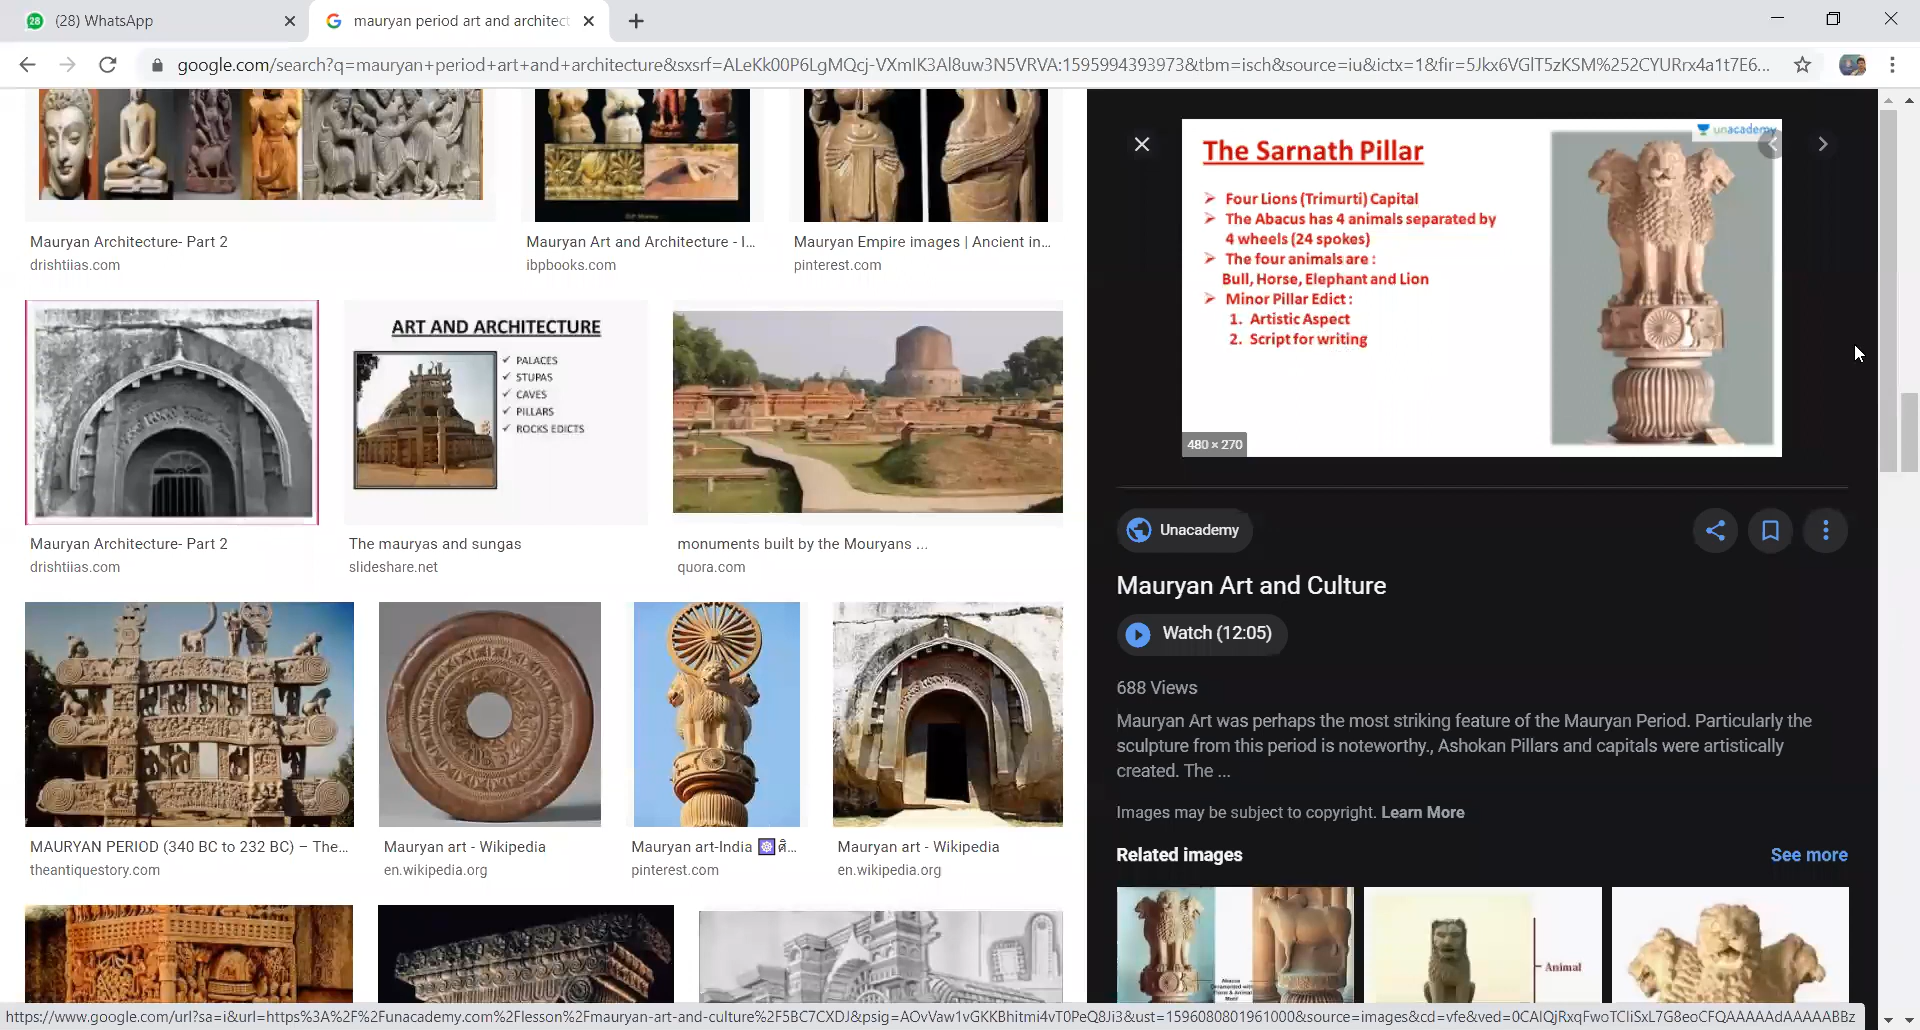 28
(28) WhatsApp
mauryan period art and architect
google.com/search?q=mauryan+period+art+and+architecture&sxsrf=ALeKk00P6LgMQcj-VXmIK3Al8uw3N5VRVA:1595994393973&tbm=isch&source=iu&ictx=1&fir=5Jkx6VGlT5zKSM%252CYURrx4a1t7E6...
Mauryan Architecture- Part 2
drishtiias.com
Mauryan Art and Architecture - I...
ibpbooks.com
Mauryan Empire images | Ancient in...
pinterest.com
ART AND ARCHITECTURE
✓ PALACES
✓ STUPAS
✓ CAVES
✓ PILLARS
✓ ROCKS EDICTS
Mauryan Architecture- Part 2
drishtiias.com
The mauryas and sungas
slideshare.net
monuments built by the Mouryans ...
quora.com
MAURYAN PERIOD (340 BC to 232 BC) – The...
theantiquestory.com
Mauryan art - Wikipedia
en.wikipedia.org
Mauryan art-India ☸️ศิ...
pinterest.com
Mauryan art - Wikipedia
en.wikipedia.org
unacademy
The Sarnath Pillar
➢ Four Lions (Trimurti) Capital
➢ The Abacus has 4 animals separated by
4 wheels (24 spokes)
➢ The four animals are :
Bull, Horse, Elephant and Lion
➢ Minor Pillar Edict :
1. Artistic Aspect
2. Script for writing
480 × 270
Unacademy
Mauryan Art and Culture
Watch (12:05)
688 Views
Mauryan Art was perhaps the most striking feature of the Mauryan Period. Particularly the
sculpture from this period is noteworthy., Ashokan Pillars and capitals were artistically
created. The ...
Images may be subject to copyright. Learn More
Related images
See more
Animal
https://www.google.com/url?sa=i&url=https%3A%2F%2Funacademy.com%2Flesson%2Fmauryan-art-and-culture%2F5BC7CXDJ&psig=AOvVaw1vGKKBhitmi4vT0PeQ8Ji3&ust=1596080801961000&source=images&cd=vfe&ved=0CAIQjRxqFwoTCIiSxL7G8eoCFQAAAAAdAAAAABBz